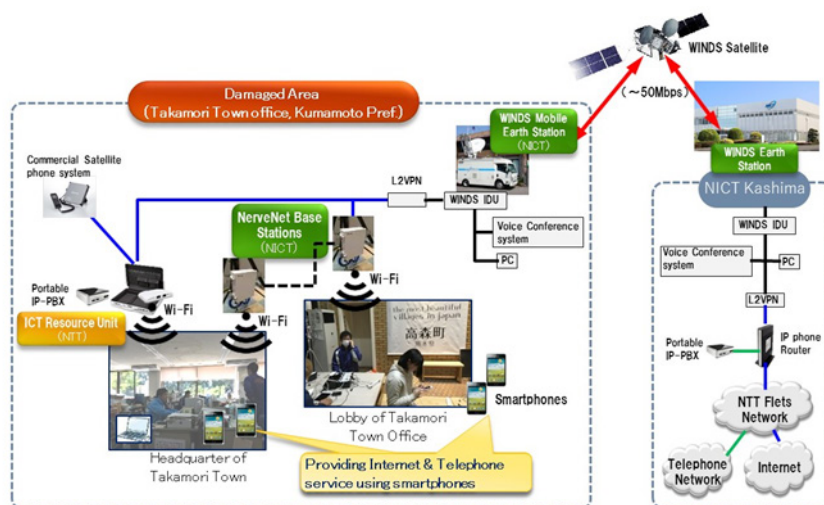 WINDS Satellite
(~50Mbps)
Damaged Area
(Takamori Town office, Kumamoto Pref.)
WINDS Mobile
Earth Station
(NICT)
WINDS Earth
Station
NICT Kashima
Commercial Satellite
phone system
L2VPN
WINDS IDU
Voice Conference
system
PC
NerveNet Base
Stations
(NICT)
Wi-Fi
Wi-Fi
Wi-Fi
Portable
IP-PBX
ICT Resource Unit
(NTT)
the most beautiful
villages in japan
高森町
Smartphones
Lobby of Takamori
Town Office
Headquarter of
Takamori Town
Providing Internet & Telephone
service using smartphones
WINDS IDU
Voice Conference
system
PC
L2VPN
Portable
IP-PBX
IP phone
Router
NTT Flets
Network
Telephone
Network
Internet